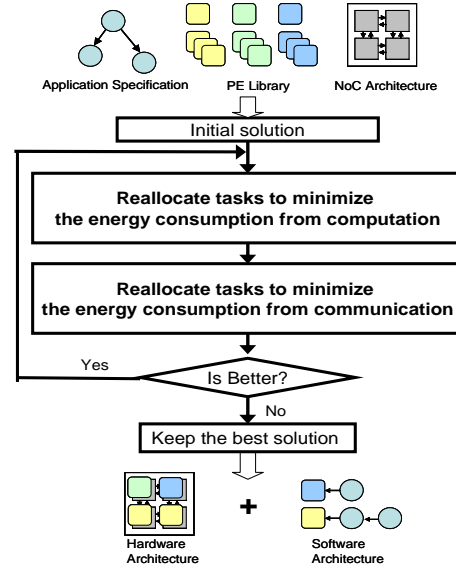 Application Specification
PE Library
NoC Architecture
Initial solution
Reallocate tasks to minimize
the energy consumption from computation
Reallocate tasks to minimize
the energy consumption from communication
Yes
Is Better?
No
Keep the best solution
+
Hardware
Architecture
Software
Architecture